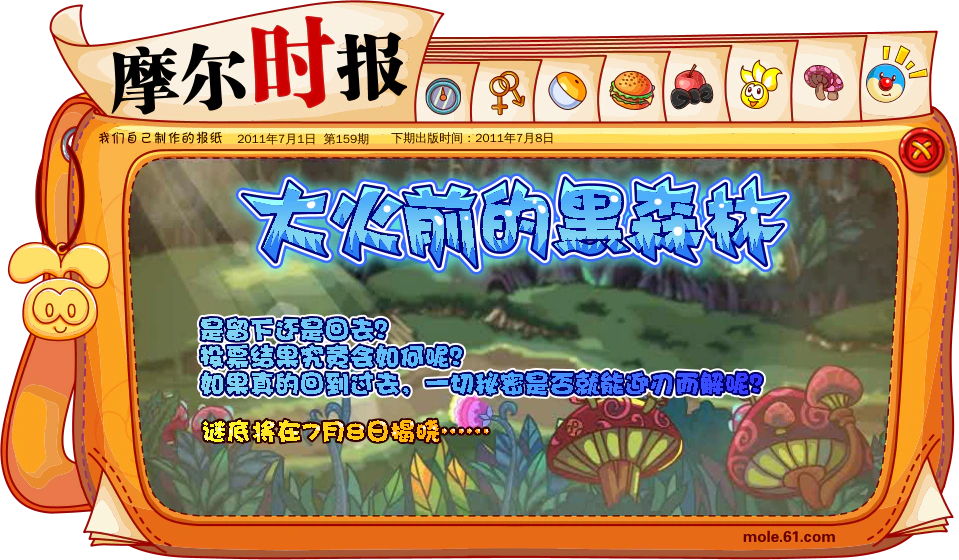 摩尔时报
我们自己制作的报纸 2011年7月1日 第159期 下期出版时间：2011年7月8日
大火前的黑森林
是留下还是回去？
投票结果究竟会如何呢？
如果真的回到过去，一切秘密是否就能迎刃而解呢？
谜底将在7月8日揭晓……
mole.61.com